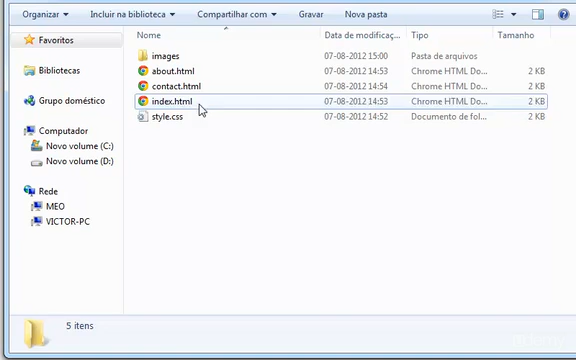 Organizar Incluir na biblioteca Compartilhar com Gravar Nova pasta
Favoritos
Bibliotecas
Grupo doméstico
Computador
Novo volume (C:)
Novo volume (D:)
Rede
MEO
VICTOR-PC
Nome Data de modificaç... Tipo Tamanho
images 07-08-2012 15:00 Pasta de arquivos
about.html 07-08-2012 14:53 Chrome HTML Do... 2 KB
contact.html 07-08-2012 14:54 Chrome HTML Do... 2 KB
index.html 07-08-2012 14:53 Chrome HTML Do... 2 KB
style.css 07-08-2012 14:52 Documento de fol... 2 KB
5 itens